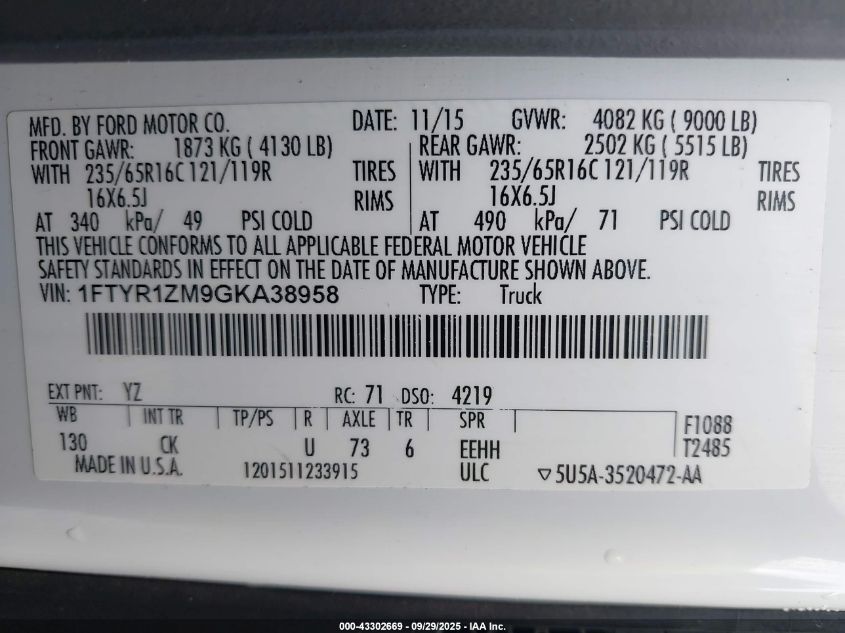 MFD. BY FORD MOTOR CO. DATE: 11/15 GVWR: 4082 KG ( 9000 LB)
FRONT GAWR: 1873 KG ( 4130 LB) REAR GAWR: 2502 KG ( 5515 LB)
WITH 235/65R16C 121/119R TIRES WITH 235/65R16C 121/119R TIRES
16X6.5J RIMS 16X6.5J RIMS
AT 340 kPa/ 49 PSI COLD AT 490 kPa/ 71 PSI COLD
THIS VEHICLE CONFORMS TO ALL APPLICABLE FEDERAL MOTOR VEHICLE
SAFETY STANDARDS IN EFFECT ON THE DATE OF MANUFACTURE SHOWN ABOVE.
VIN: 1FTYR1ZM9GKA38958 TYPE: Truck
EXT PNT: YZ RC: 71 DSO: 4219
WB INT TR TP/PS R AXLE TR SPR F1088
130 CK U 73 6 EEHH T2485
MADE IN U.S.A. 1201511233915 ULC ▽5U5A-3520472-AA
000-43302669 - 09/29/2025 - IAA Inc.